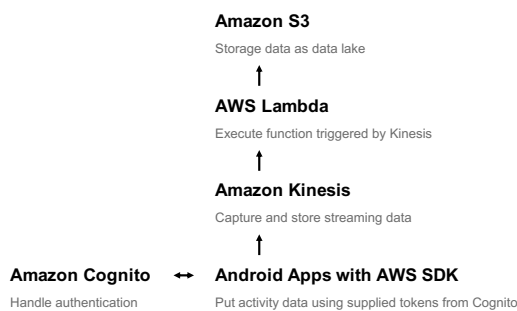 Amazon S3
Storage data as data lake
AWS Lambda
Execute function triggered by Kinesis
Amazon Kinesis
Capture and store streaming data
Amazon Cognito
Handle authentication
Android Apps with AWS SDK
Put activity data using supplied tokens from Cognito